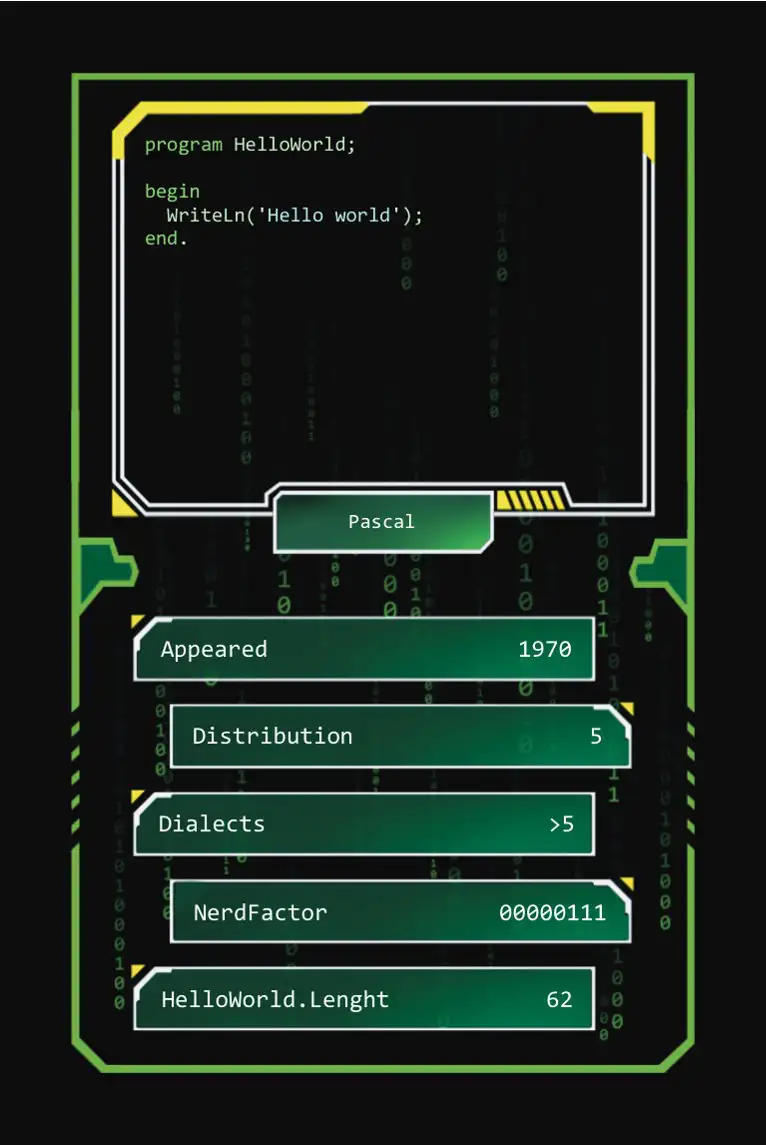 program HelloWorld;
begin
  WriteLn('Hello world');
end.
Pascal
Appeared 1970
Distribution 5
Dialects >5
NerdFactor 00000111
HelloWorld.Lenght 62